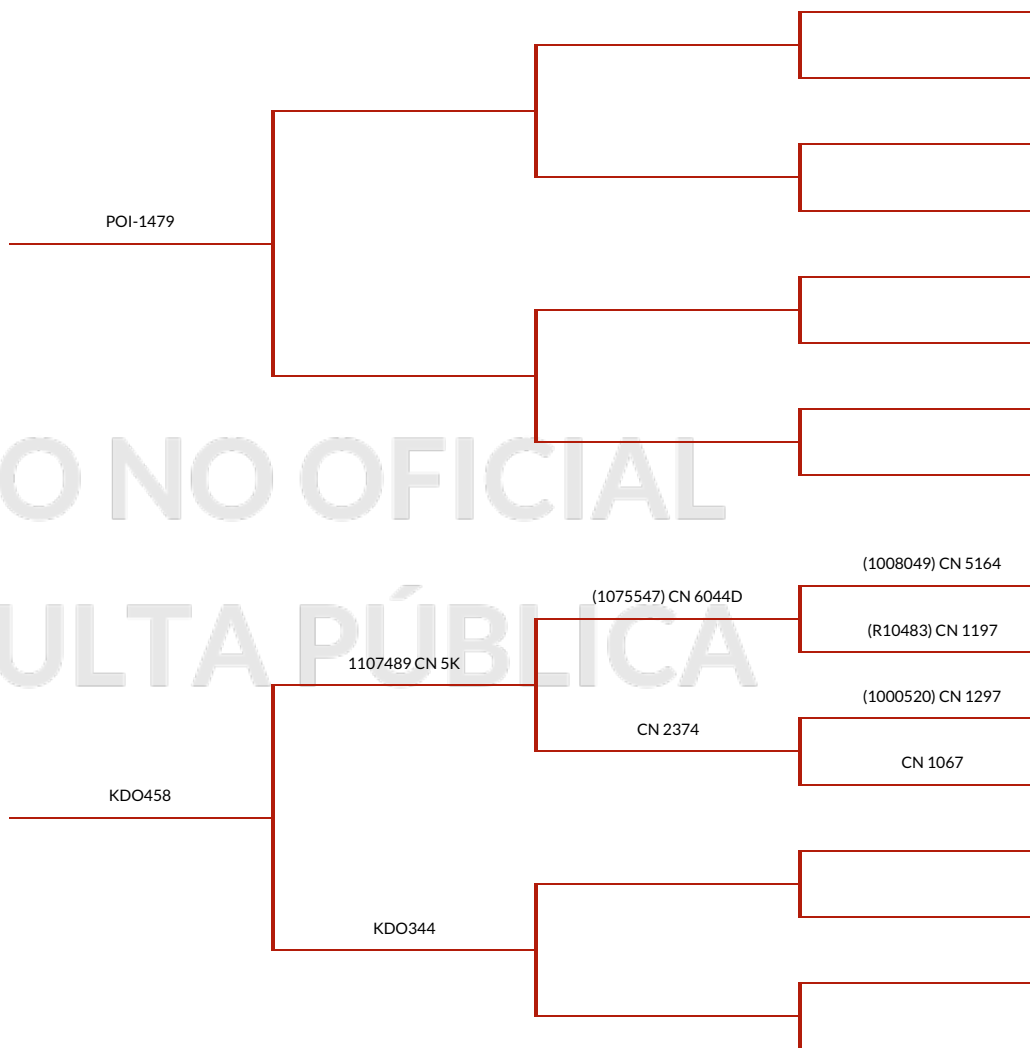 POI-1479
O NO OFICIAL
(1008049) CN 5164
(1075547) CN 6044D
(R10483) CN 1197
ULTA PÚBLICA
1107489 CN 5K
(1000520) CN 1297
CN 2374
CN 1067
KDO458
KDO344